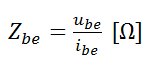 Z_be = u_be / i_be [Ω]